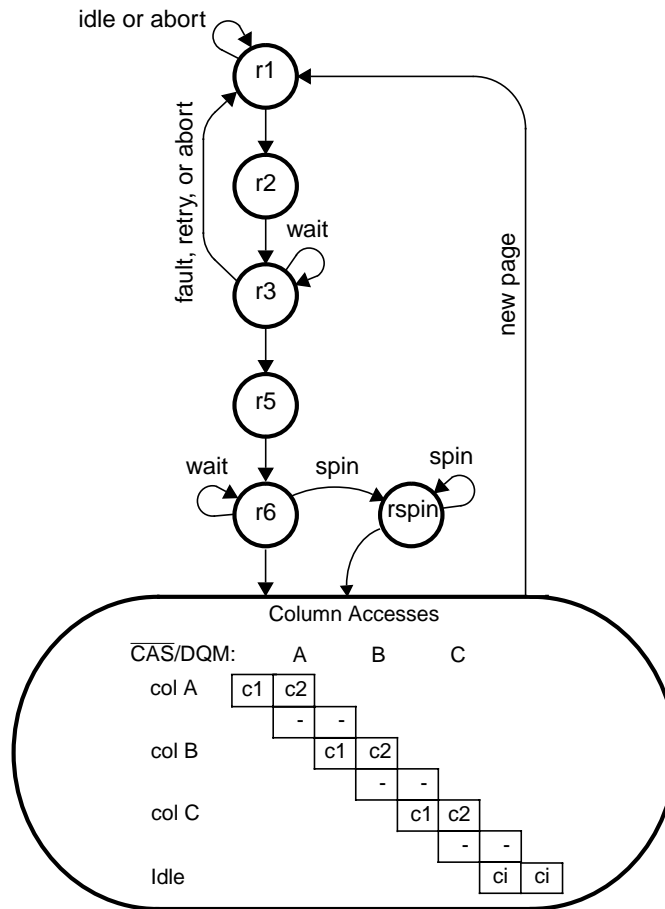 idle or abort
r1
fault, retry, or abort
r2
wait
r3
new page
r5
wait
spin
spin
r6
rspin
Column Accesses
CAS/DQM: A B C
col A c1 c2
- -
col B c1 c2
- -
col C c1 c2
- -
Idle ci ci